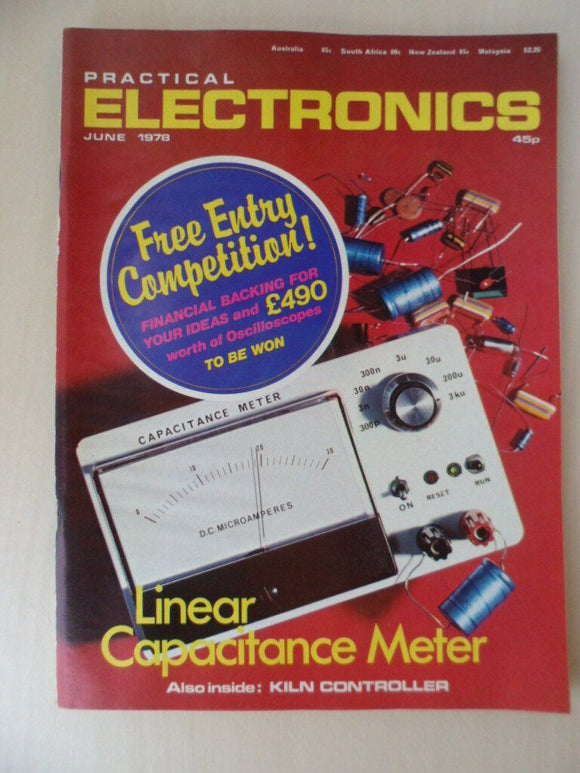 Australia 85c South Africa 80c New Zealand 85c Malaysia $2.25
PRACTICAL
ELECTRONICS
JUNE 1978
45p
Free Entry
Competition!
FINANCIAL BACKING FOR
YOUR IDEAS and £490
worth of Oscilloscopes
TO BE WON
CAPACITANCE METER
0 10 20 30
D.C. MICROAMPERES
300p 3n 30n 300n 3u 30u 300u 3ku
ON RESET RUN
Linear
Capacitance Meter
Also inside: KILN CONTROLLER